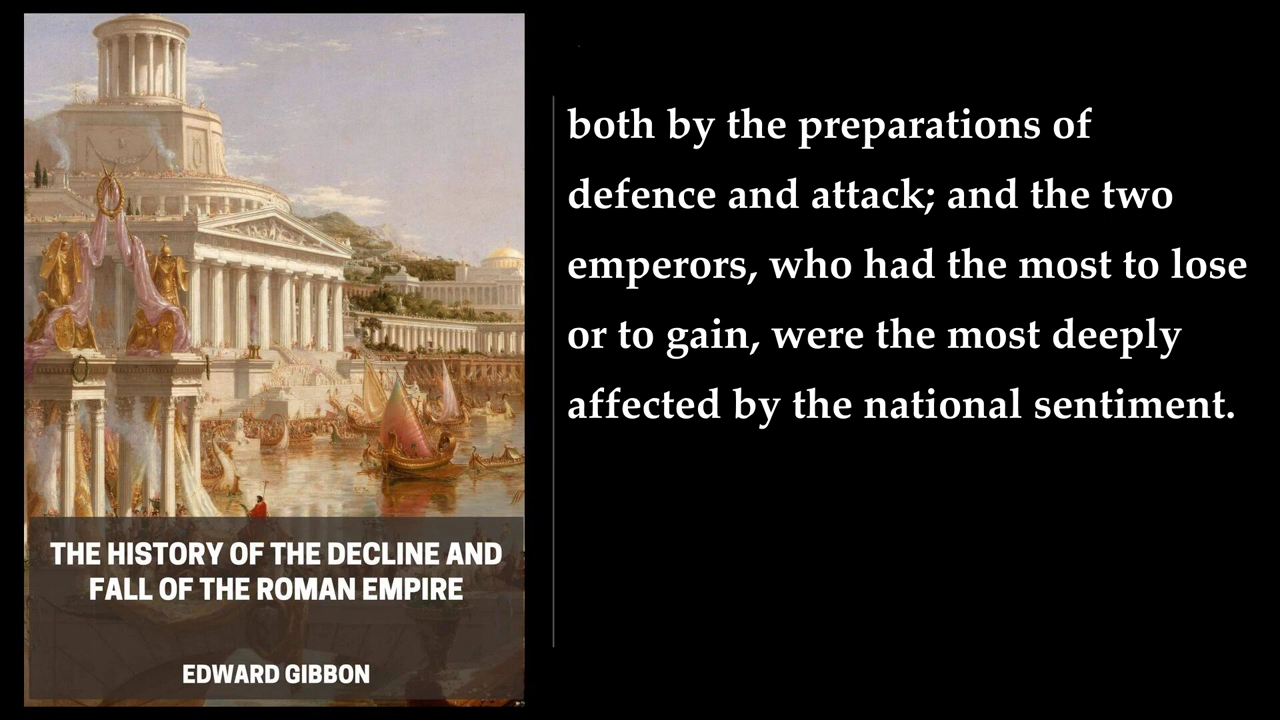 THE HISTORY OF THE DECLINE AND
FALL OF THE ROMAN EMPIRE
EDWARD GIBBON
both by the preparations of
defence and attack; and the two
emperors, who had the most to lose
or to gain, were the most deeply
affected by the national sentiment.